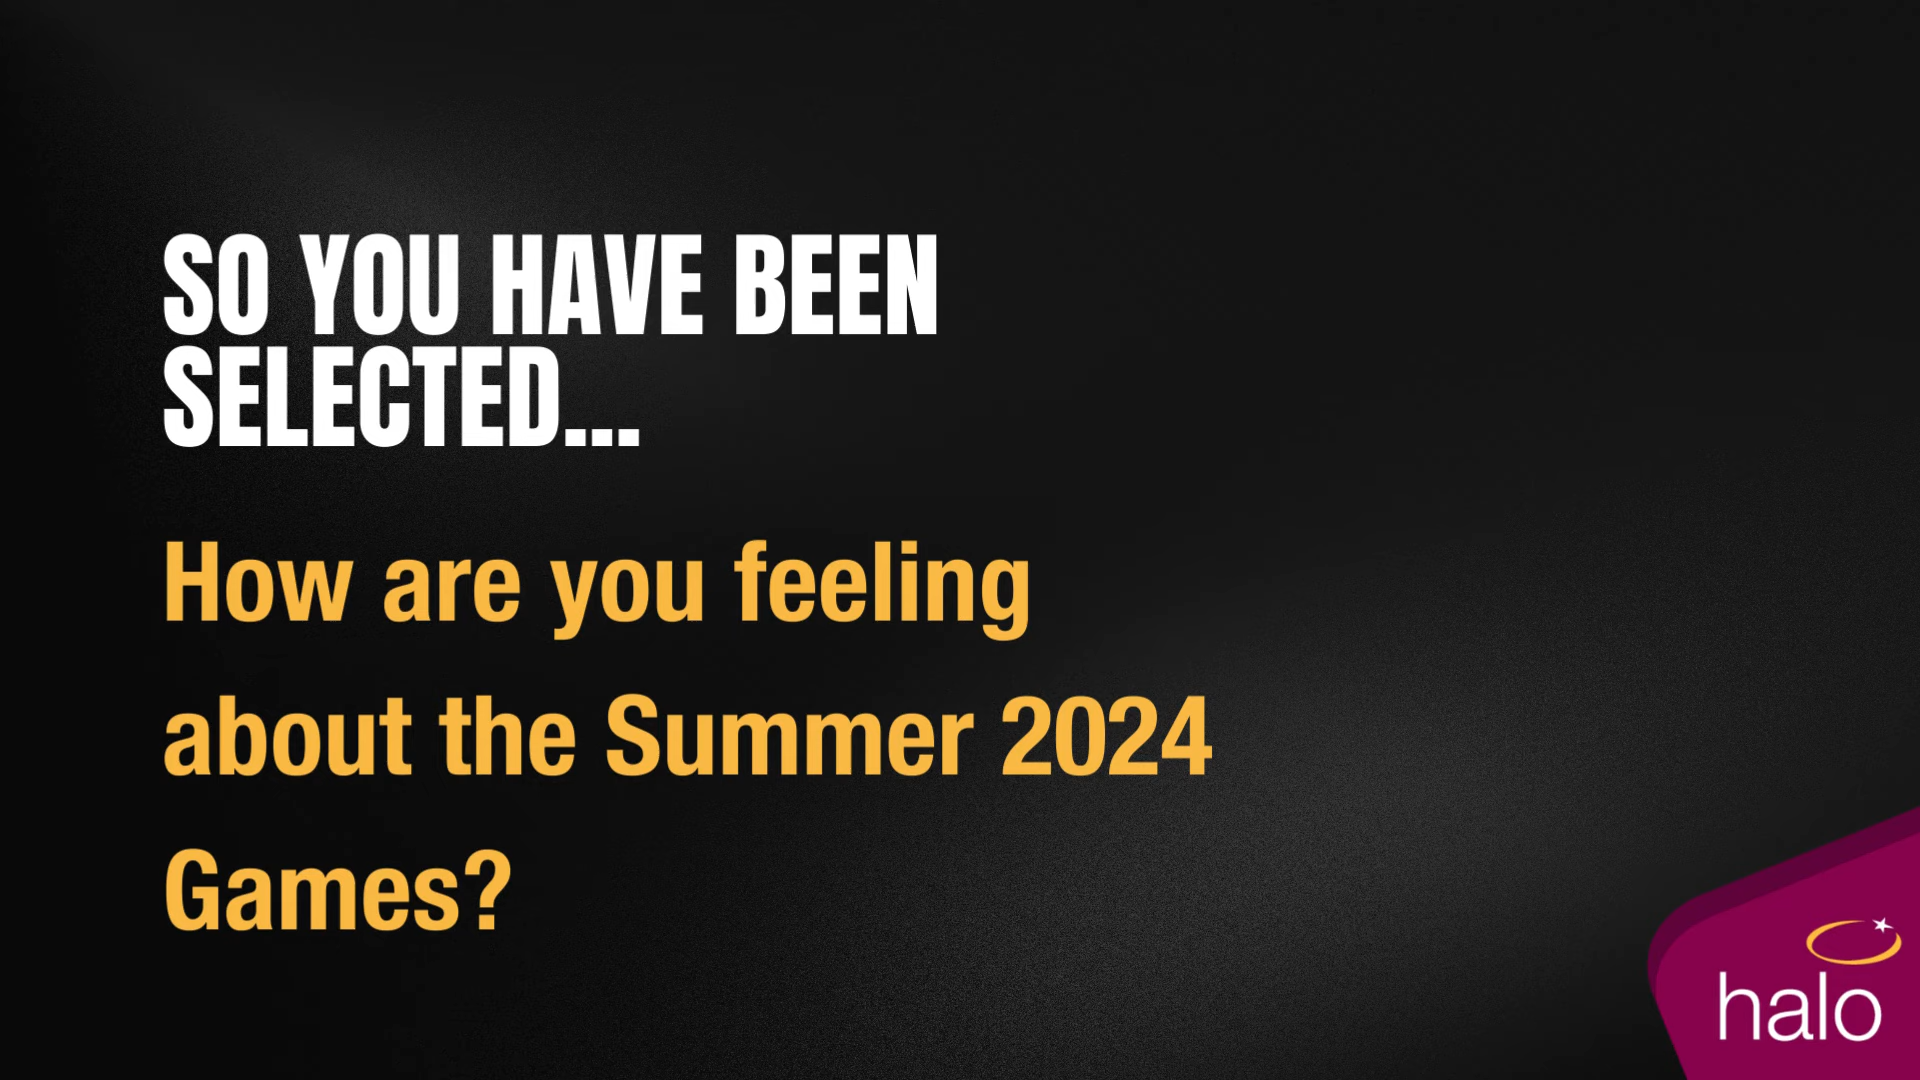 SO YOU HAVE BEEN
SELECTED...
How are you feeling
about the Summer 2024
Games?
halo